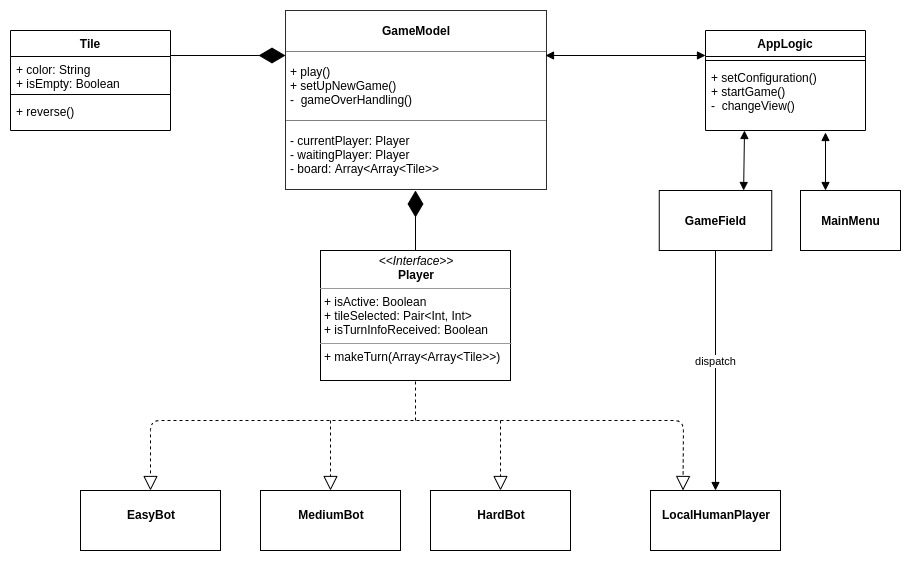 Tile
+ color: String
+ isEmpty: Boolean
+ reverse()
GameModel
+ play()
+ setUpNewGame()
-  gameOverHandling()
- currentPlayer: Player
- waitingPlayer: Player
- board: Array<Array<Tile>>
AppLogic
+ setConfiguration()
+ startGame()
-  changeView()
GameField
MainMenu
<<Interface>>
Player
+ isActive: Boolean
+ tileSelected: Pair<Int, Int>
+ isTurnInfoReceived: Boolean
+ makeTurn(Array<Array<Tile>>)
dispatch
EasyBot
MediumBot
HardBot
LocalHumanPlayer